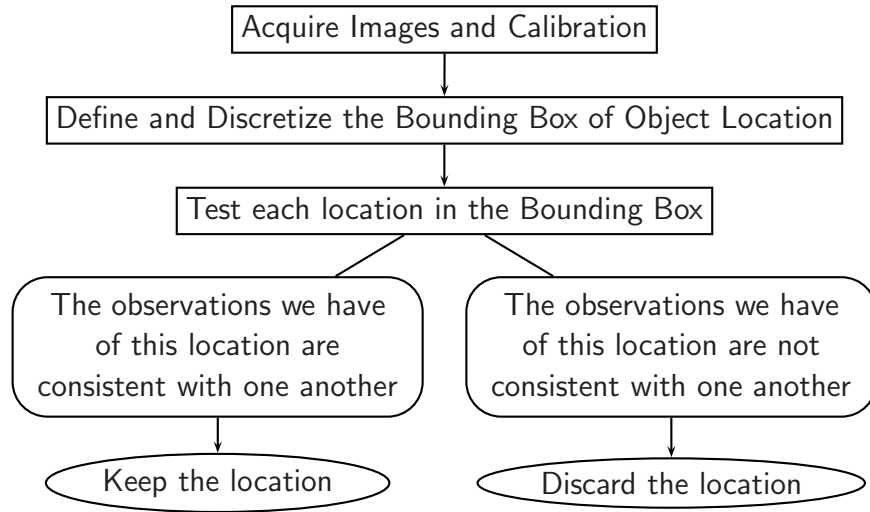 Acquire Images and Calibration
Define and Discretize the Bounding Box of Object Location
Test each location in the Bounding Box
The observations we have
of this location are
consistent with one another
The observations we have
of this location are not
consistent with one another
Keep the location
Discard the location